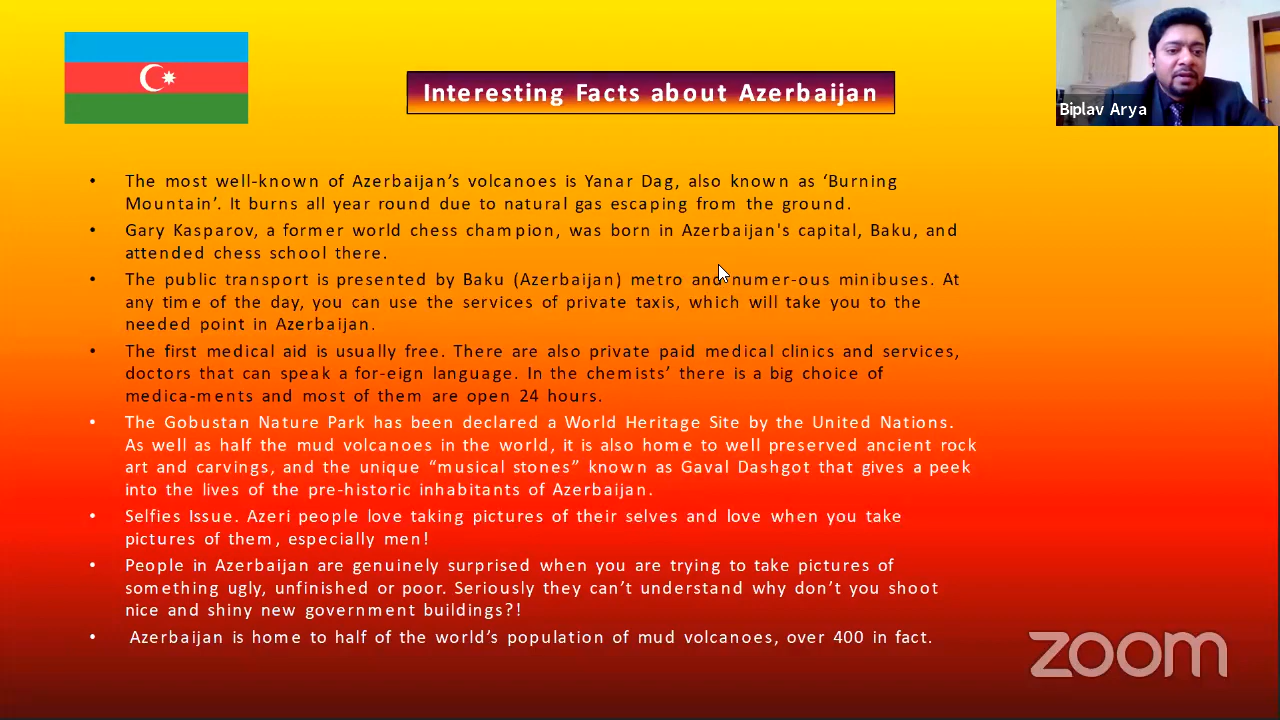 Interesting Facts about Azerbaijan
Biplav Arya
• The most well-known of Azerbaijan’s volcanoes is Yanar Dag, also known as ‘Burning
Mountain’. It burns all year round due to natural gas escaping from the ground.
• Gary Kasparov, a former world chess champion, was born in Azerbaijan's capital, Baku, and
attended chess school there.
• The public transport is presented by Baku (Azerbaijan) metro and numer-ous minibuses. At
any time of the day, you can use the services of private taxis, which will take you to the
needed point in Azerbaijan.
• The first medical aid is usually free. There are also private paid medical clinics and services,
doctors that can speak a for-eign language. In the chemists’ there is a big choice of
medica-ments and most of them are open 24 hours.
• The Gobustan Nature Park has been declared a World Heritage Site by the United Nations.
As well as half the mud volcanoes in the world, it is also home to well preserved ancient rock
art and carvings, and the unique “musical stones” known as Gaval Dashgot that gives a peek
into the lives of the pre-historic inhabitants of Azerbaijan.
• Selfies Issue. Azeri people love taking pictures of their selves and love when you take
pictures of them, especially men!
• People in Azerbaijan are genuinely surprised when you are trying to take pictures of
something ugly, unfinished or poor. Seriously they can’t understand why don’t you shoot
nice and shiny new government buildings?!
• Azerbaijan is home to half of the world’s population of mud volcanoes, over 400 in fact.
zoom